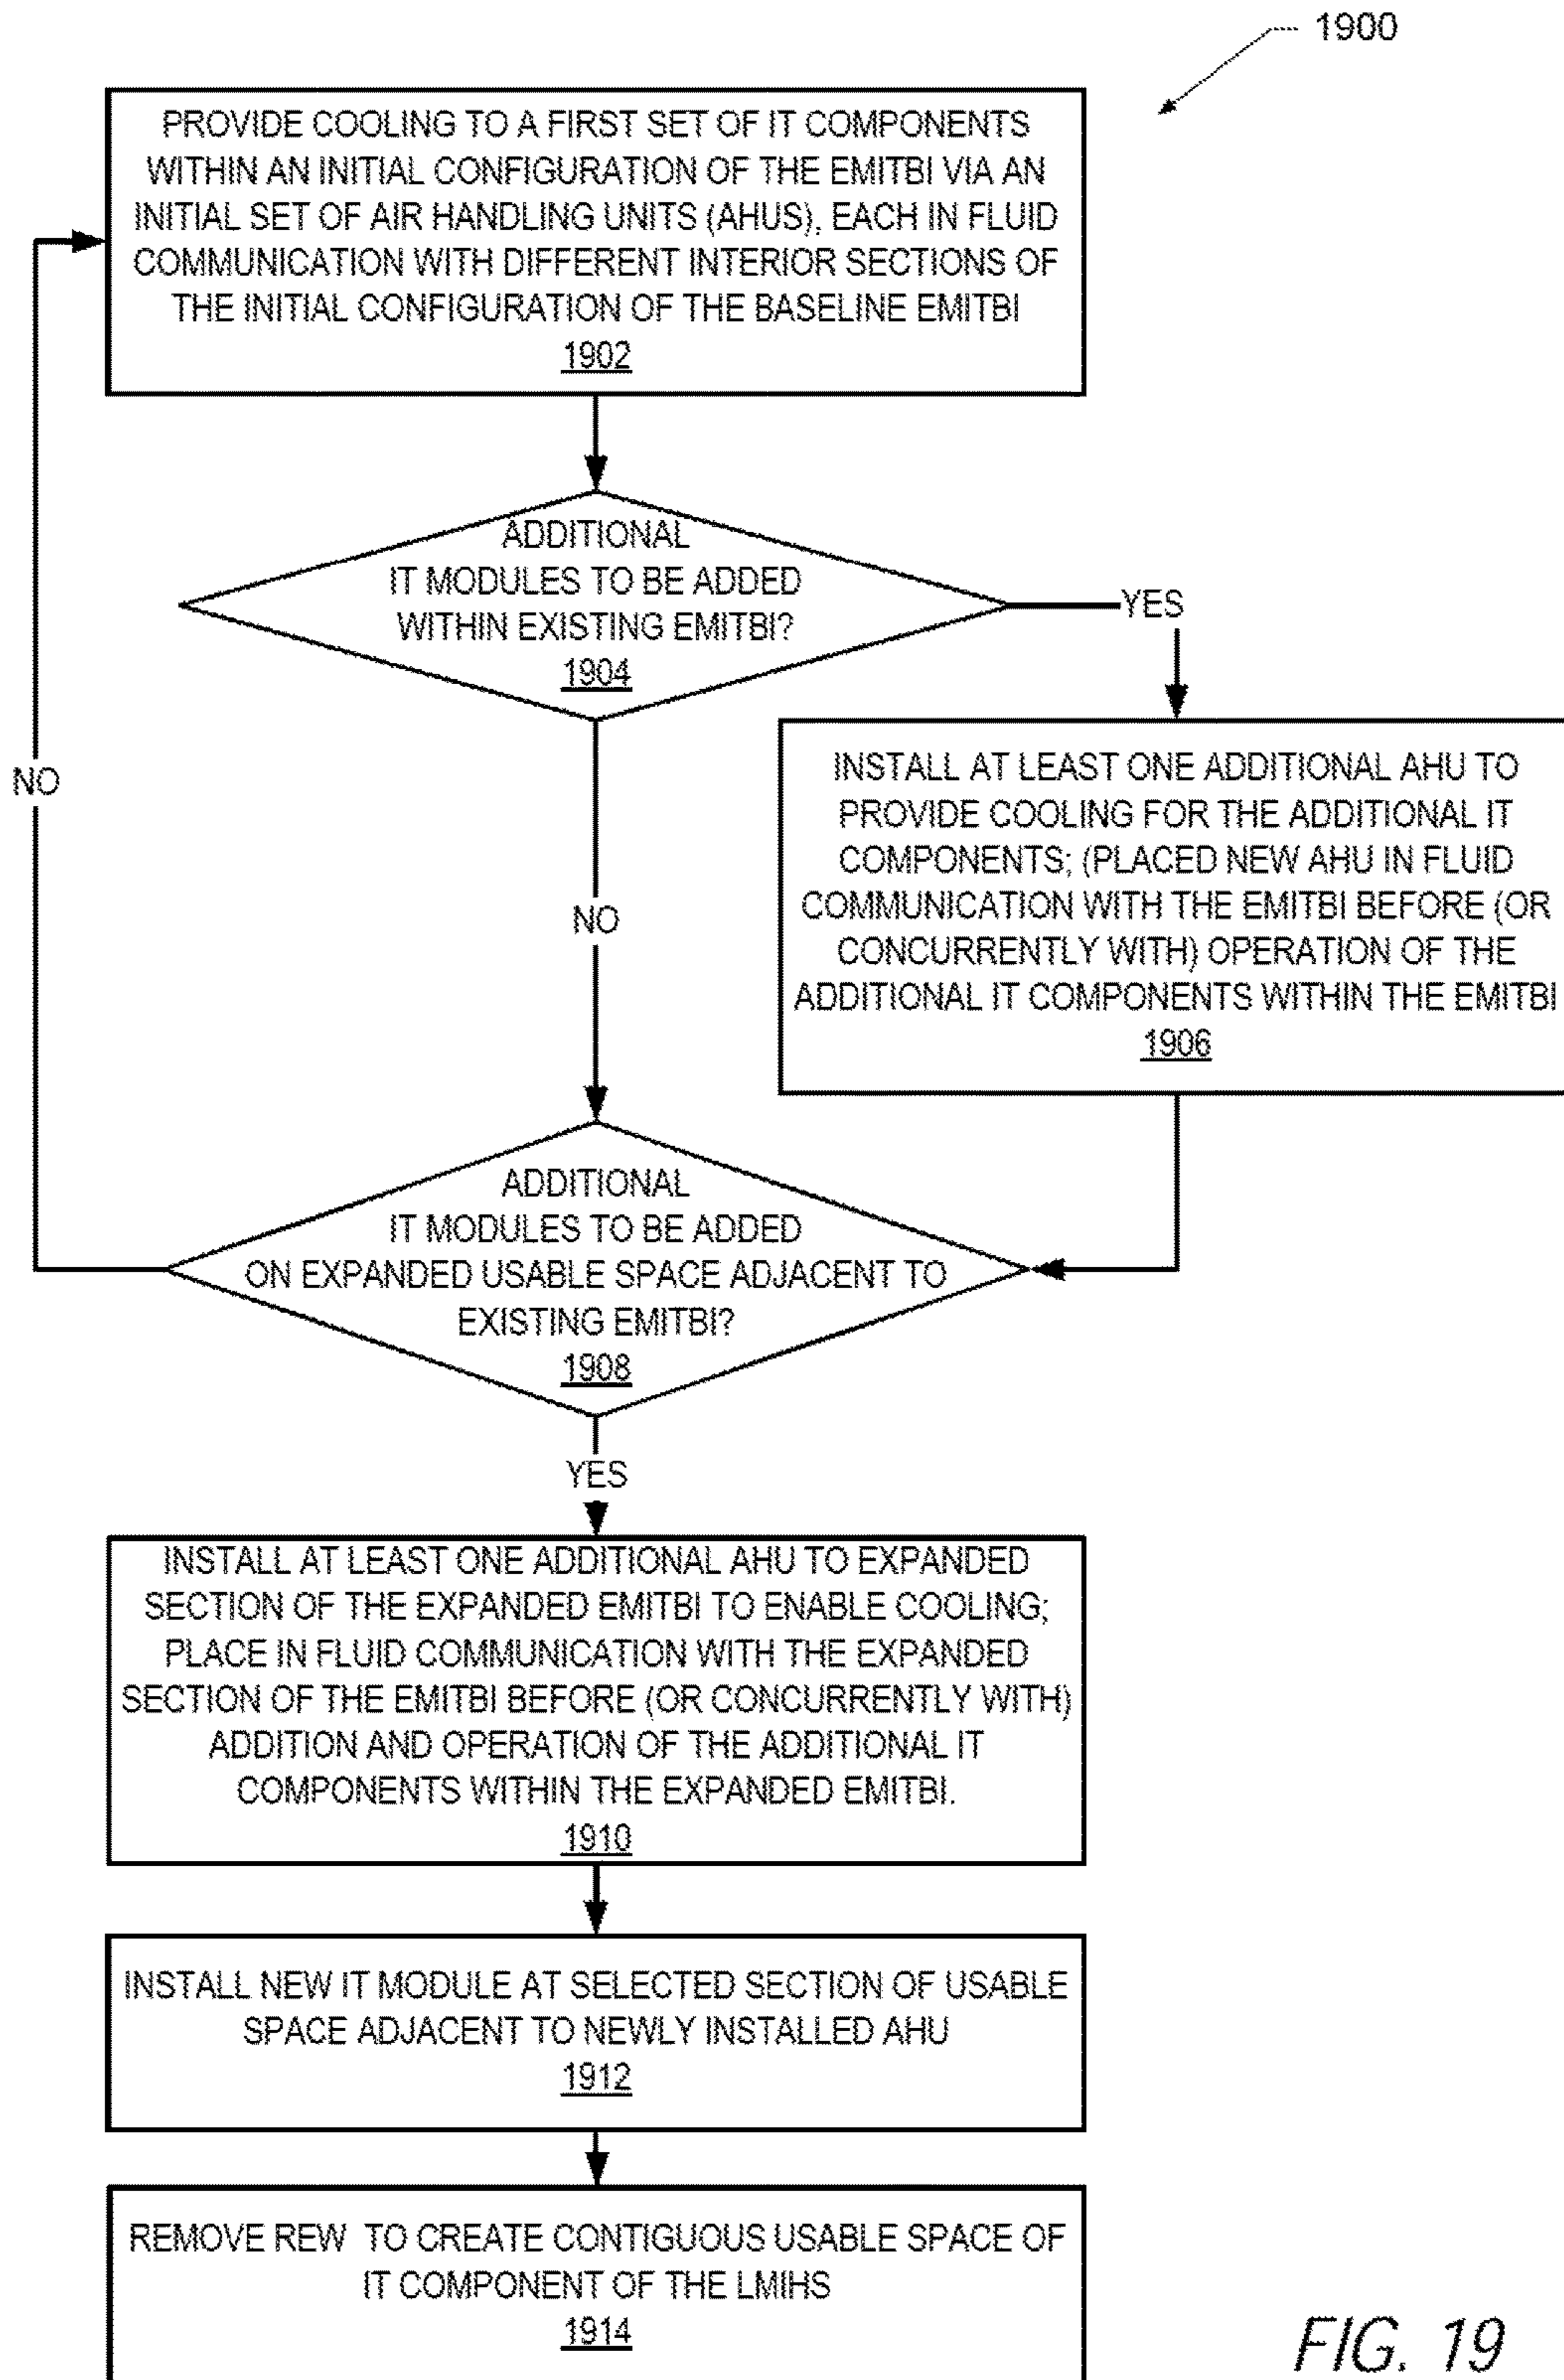 1900
PROVIDE COOLING TO A FIRST SET OF IT COMPONENTS
WITHIN AN INITIAL CONFIGURATION OF THE EMITBI VIA AN
INITIAL SET OF AIR HANDLING UNITS (AHUS), EACH IN FLUID
COMMUNICATION WITH DIFFERENT INTERIOR SECTIONS OF
THE INITIAL CONFIGURATION OF THE BASELINE EMITBI
1902
ADDITIONAL
IT MODULES TO BE ADDED
WITHIN EXISTING EMITBI?
1904
YES
NO
INSTALL AT LEAST ONE ADDITIONAL AHU TO
PROVIDE COOLING FOR THE ADDITIONAL IT
COMPONENTS; (PLACED NEW AHU IN FLUID
COMMUNICATION WITH THE EMITBI BEFORE (OR
CONCURRENTLY WITH) OPERATION OF THE
ADDITIONAL IT COMPONENTS WITHIN THE EMITBI
1906
NO
ADDITIONAL
IT MODULES TO BE ADDED
ON EXPANDED USABLE SPACE ADJACENT TO
EXISTING EMITBI?
1908
YES
INSTALL AT LEAST ONE ADDITIONAL AHU TO EXPANDED
SECTION OF THE EXPANDED EMITBI TO ENABLE COOLING;
PLACE IN FLUID COMMUNICATION WITH THE EXPANDED
SECTION OF THE EMITBI BEFORE (OR CONCURRENTLY WITH)
ADDITION AND OPERATION OF THE ADDITIONAL IT
COMPONENTS WITHIN THE EXPANDED EMITBI.
1910
INSTALL NEW IT MODULE AT SELECTED SECTION OF USABLE
SPACE ADJACENT TO NEWLY INSTALLED AHU
1912
REMOVE REW TO CREATE CONTIGUOUS USABLE SPACE OF
IT COMPONENT OF THE LMIHS
1914
FIG. 19